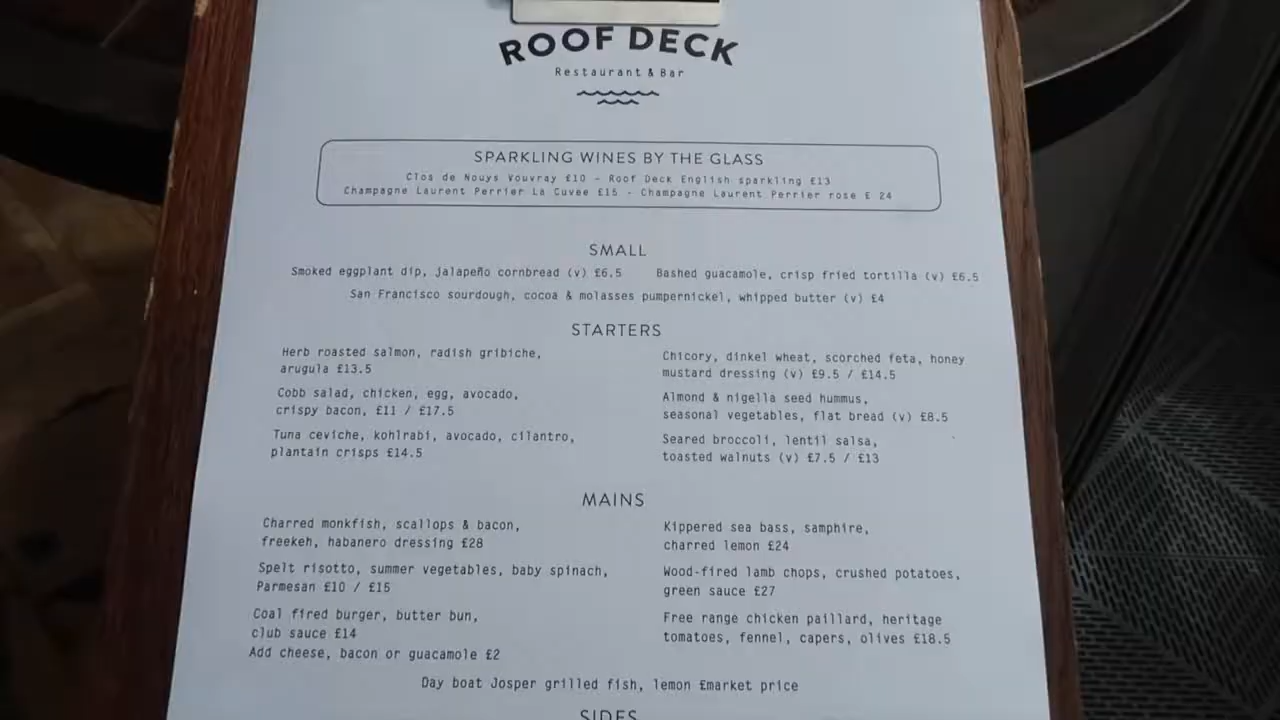 ROOF DECK
Restaurant & Bar
SPARKLING WINES BY THE GLASS
Clos de Nouys Vouvray £10 - Roof Deck English sparkling £13
Champagne Laurent Perrier La Cuvee £15 - Champagne Laurent Perrier rose £ 24
SMALL
Smoked eggplant dip, jalapeño cornbread (v) £6.5
Bashed guacamole, crisp fried tortilla (v) £6.5
San Francisco sourdough, cocoa & molasses pumpernickel, whipped butter (v) £4
STARTERS
Herb roasted salmon, radish gribiche,
arugula £13.5
Cobb salad, chicken, egg, avocado,
crispy bacon, £11 / £17.5
Tuna ceviche, kohlrabi, avocado, cilantro,
plantain crisps £14.5
Chicory, dinkel wheat, scorched feta, honey
mustard dressing (v) £9.5 / £14.5
Almond & nigella seed hummus,
seasonal vegetables, flat bread (v) £8.5
Seared broccoli, lentil salsa,
toasted walnuts (v) £7.5 / £13
MAINS
Charred monkfish, scallops & bacon,
freekeh, habanero dressing £28
Spelt risotto, summer vegetables, baby spinach,
Parmesan £10 / £15
Coal fired burger, butter bun,
club sauce £14
Add cheese, bacon or guacamole £2
Kippered sea bass, samphire,
charred lemon £24
Wood-fired lamb chops, crushed potatoes,
green sauce £27
Free range chicken paillard, heritage
tomatoes, fennel, capers, olives £18.5
Day boat Josper grilled fish, lemon £market price
SIDES